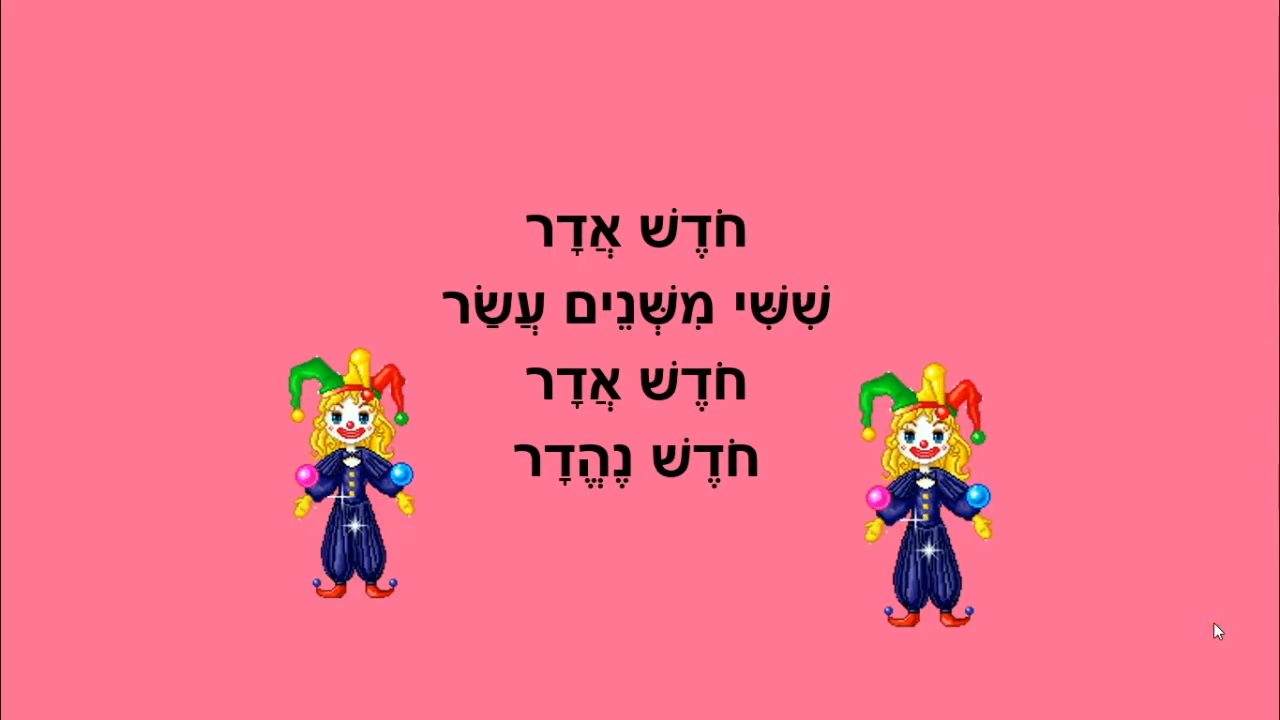 חֹדֶשׁ אֲדָר
שִׁשִּׁי מִשְּׁנֵים עֲשַׂר
חֹדֶשׁ אֲדָר
חֹדֶשׁ נֶהֱדָר